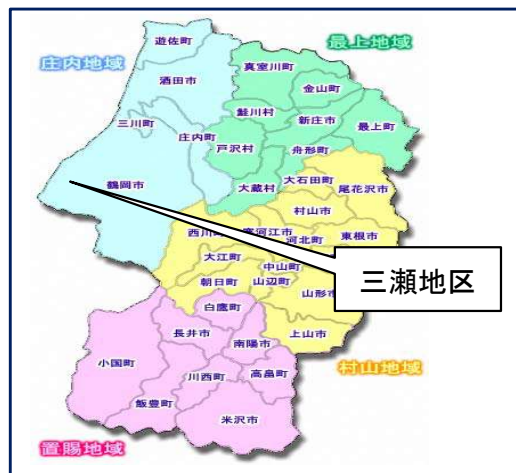 遊佐町
最上地域
庄内地域
真室川町
酒田市
金山町
鮭川村
新庄市
三川町
庄内町
最上町
戸沢村
舟形町
鶴岡市
大蔵村
大石田町
尾花沢市
村山市
西川町
寒河江市
河北町
東根市
大江町
中山町
三瀬地区
朝日町
山辺町
山形市
白鷹町
長井市
上山市
南陽市
小国町
高畠町
村山地域
川西町
飯豊町
米沢市
置賜地域